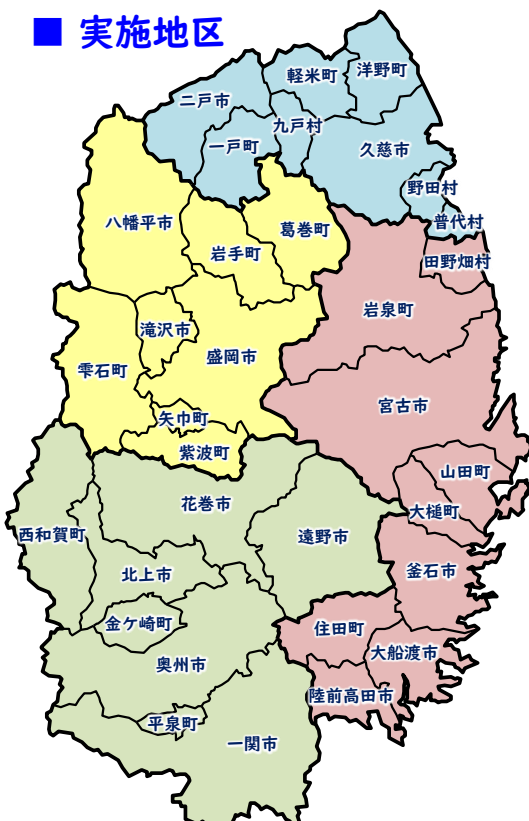 ■ 実施地区
洋野町
軽米町
二戸市
九戸村
一戸町
久慈市
野田村
普代村
八幡平市
葛巻町
岩手町
田野畑村
岩泉町
滝沢市
盛岡市
雫石町
宮古市
矢巾町
紫波町
山田町
花巻市
大槌町
西和賀町
遠野市
釜石市
北上市
金ケ崎町
住田町
大船渡市
奥州市
陸前高田市
平泉町
一関市